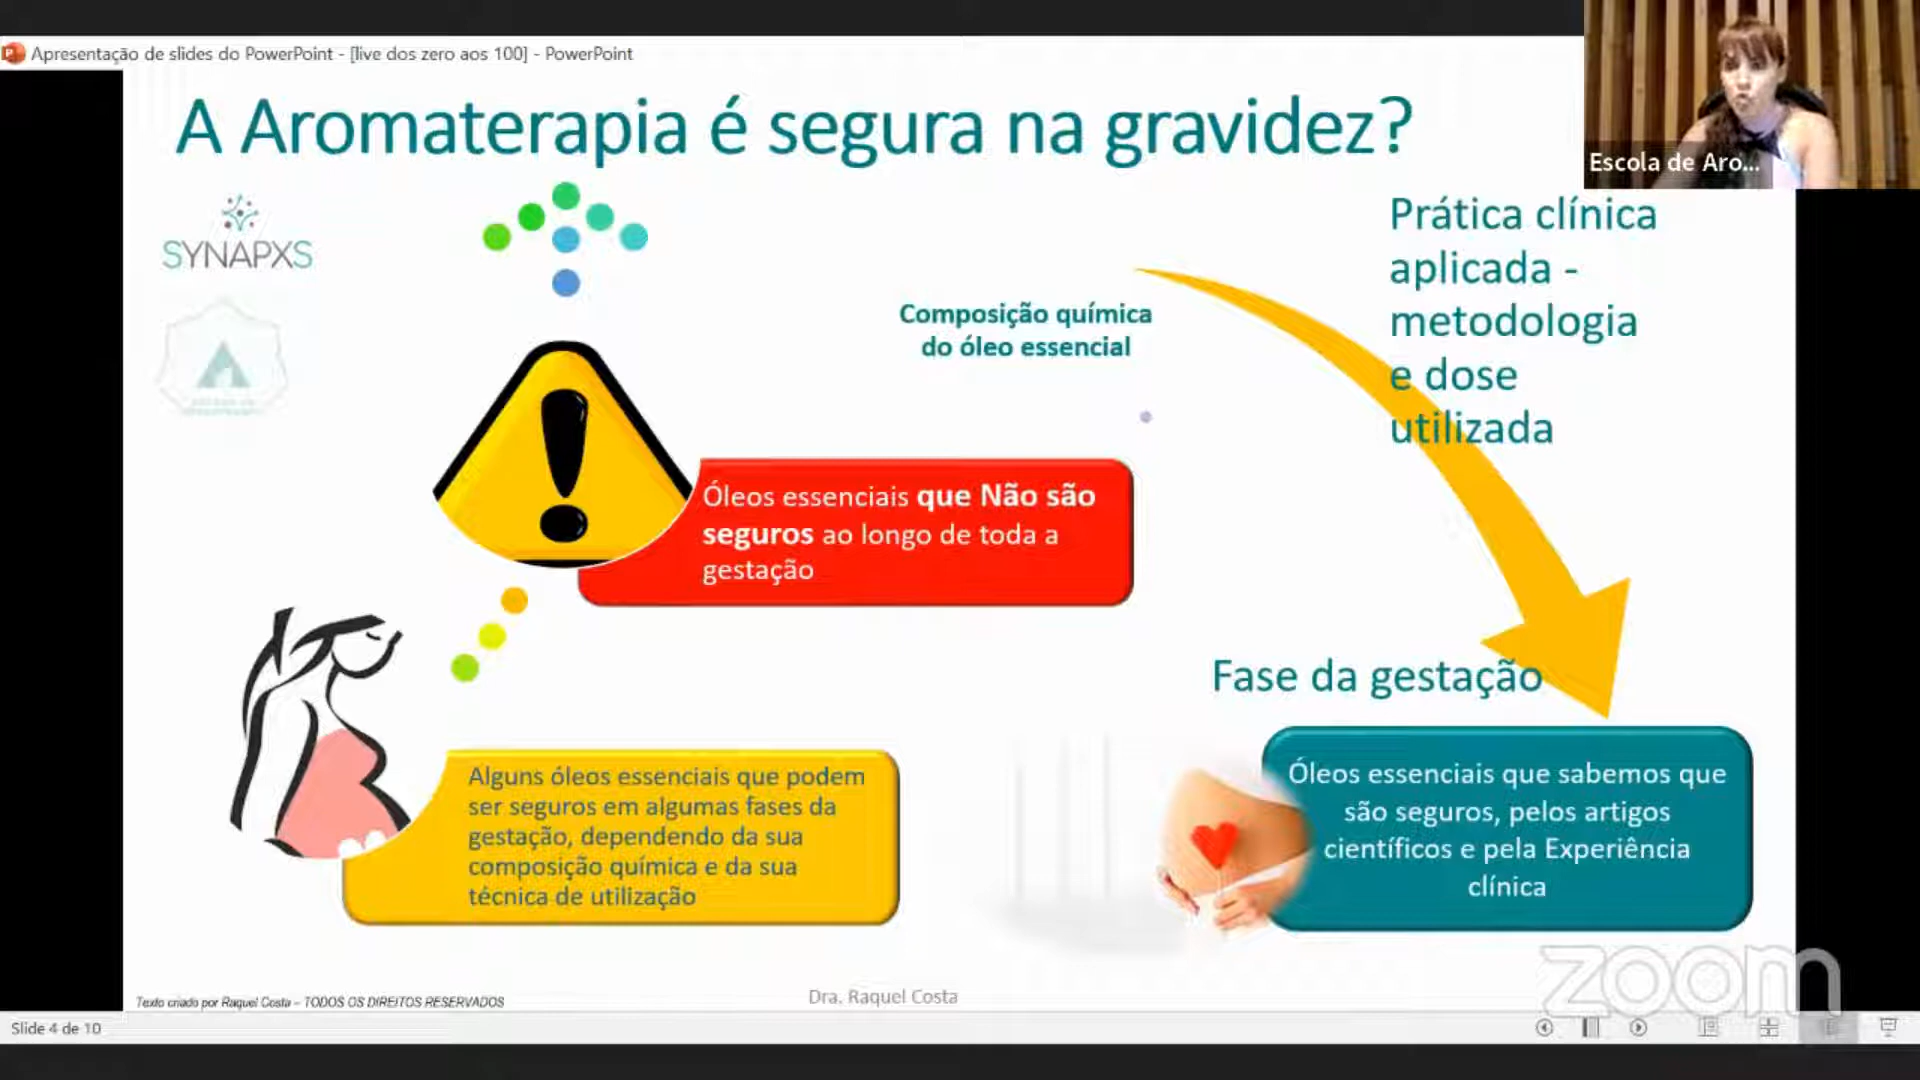 Apresentação de slides do PowerPoint - [live dos zero aos 100] - PowerPoint
A Aromaterapia é segura na gravidez?
Escola de Aro...
SYNAPXS
Prática clínica
aplicada -
metodologia
e dose
utilizada
Composição química
do óleo essencial
Óleos essenciais que Não são
seguros ao longo de toda a
gestação
Fase da gestação
Alguns óleos essenciais que podem
ser seguros em algumas fases da
gestação, dependendo da sua
composição química e da sua
técnica de utilização
Óleos essenciais que sabemos que
são seguros, pelos artigos
científicos e pela Experiência
clínica
zoom
Texto criado por Raquel Costa – TODOS OS DIREITOS RESERVADOS
Dra. Raquel Costa
Slide 4 de 10